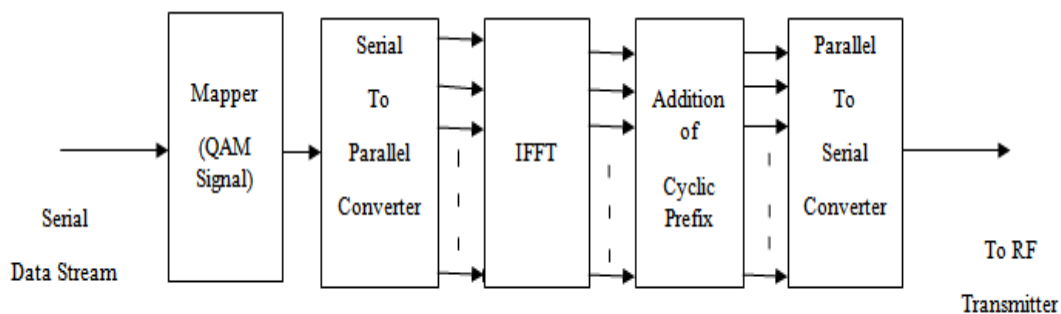 Serial
Data Stream
Mapper
(QAM
Signal)
Serial
To
Parallel
Converter
IFFT
Addition
of
Cyclic
Prefix
Parallel
To
Serial
Converter
To RF
Transmitter